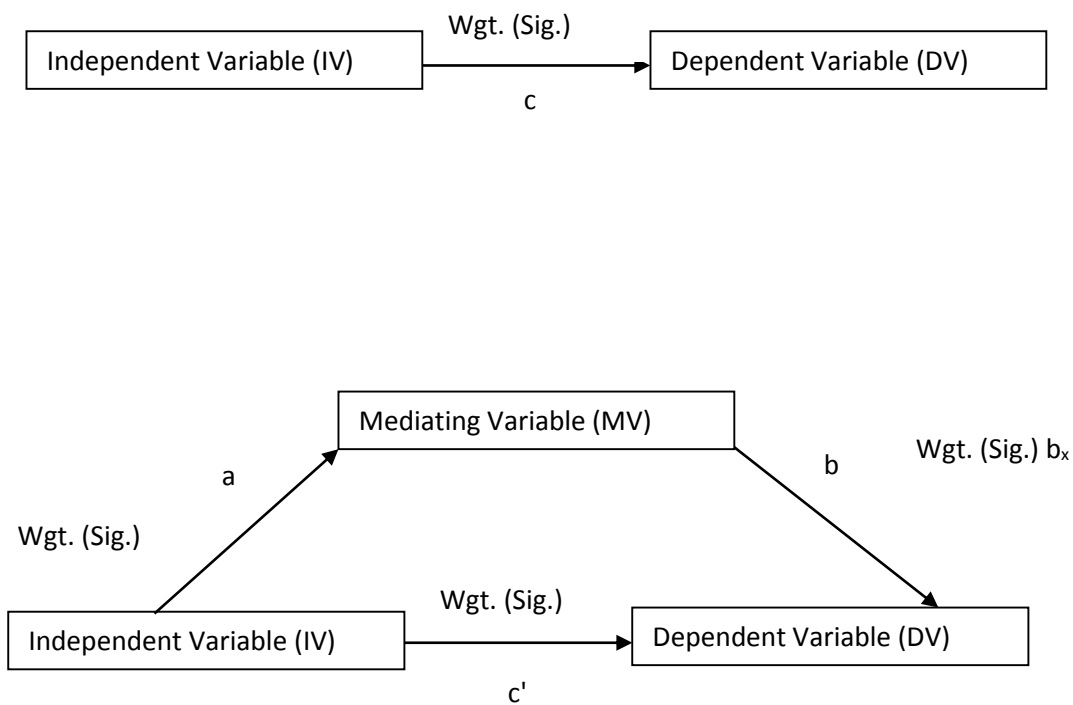 Wgt. (Sig.)
Independent Variable (IV)
Dependent Variable (DV)
c
Mediating Variable (MV)
a
b
Wgt. (Sig.) bₓ
Wgt. (Sig.)
Wgt. (Sig.)
Independent Variable (IV)
Dependent Variable (DV)
c'